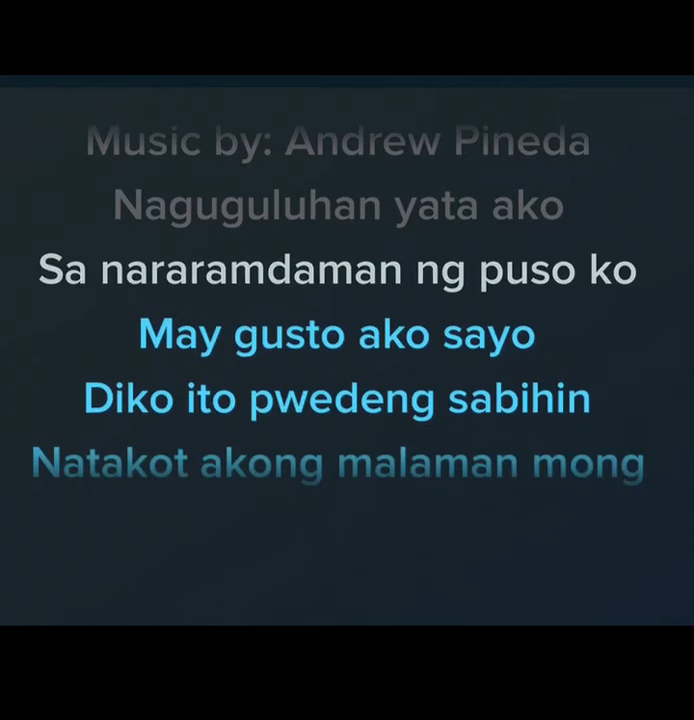 Music by: Andrew Pineda
Naguguluhan yata ako
Sa nararamdaman ng puso ko
May gusto ako sayo
Diko ito pwedeng sabihin
Natakot akong malaman mong